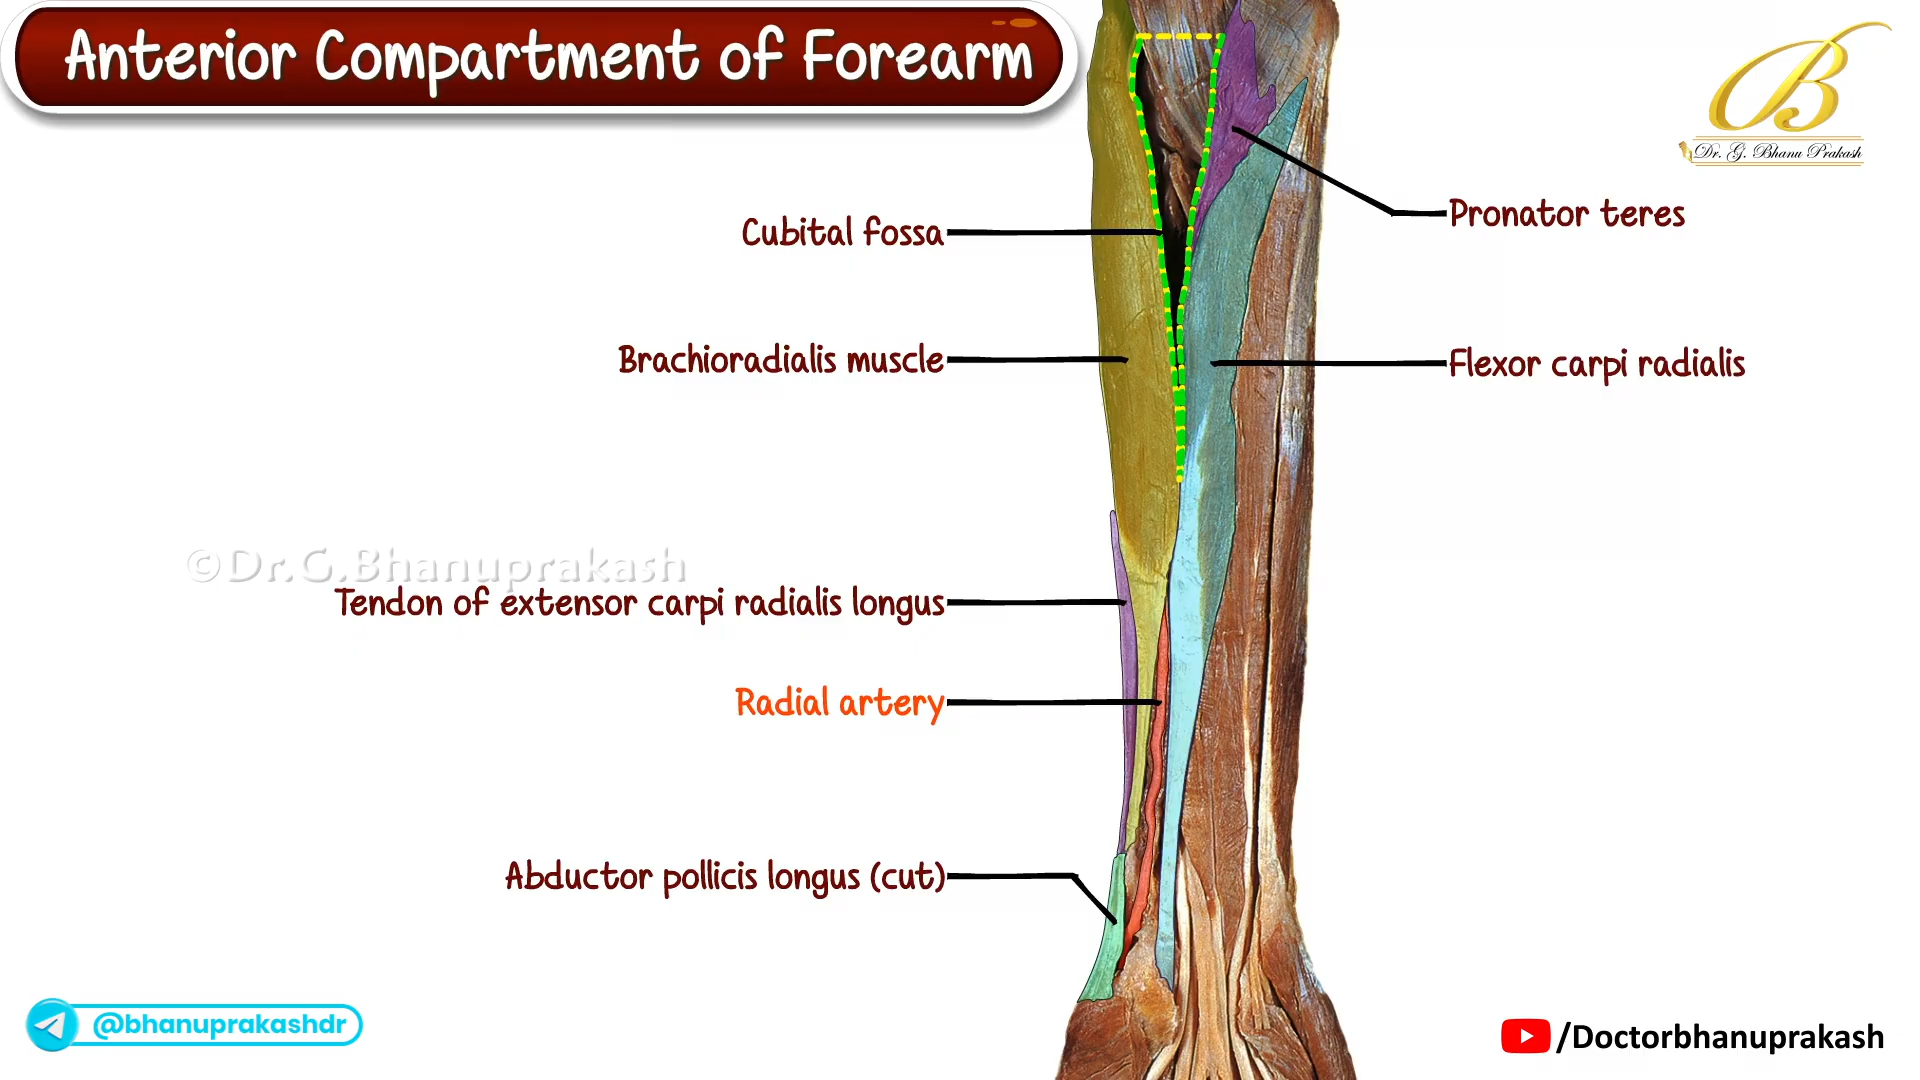 Anterior Compartment of Forearm
Dr. G. Bhanu Prakash
Pronator teres
Cubital fossa
Brachioradialis muscle
Flexor carpi radialis
©Dr.G.Bhanuprakash
Tendon of extensor carpi radialis longus
Radial artery
Abductor pollicis longus (cut)
@bhanuprakashdr
/Doctorbhanuprakash